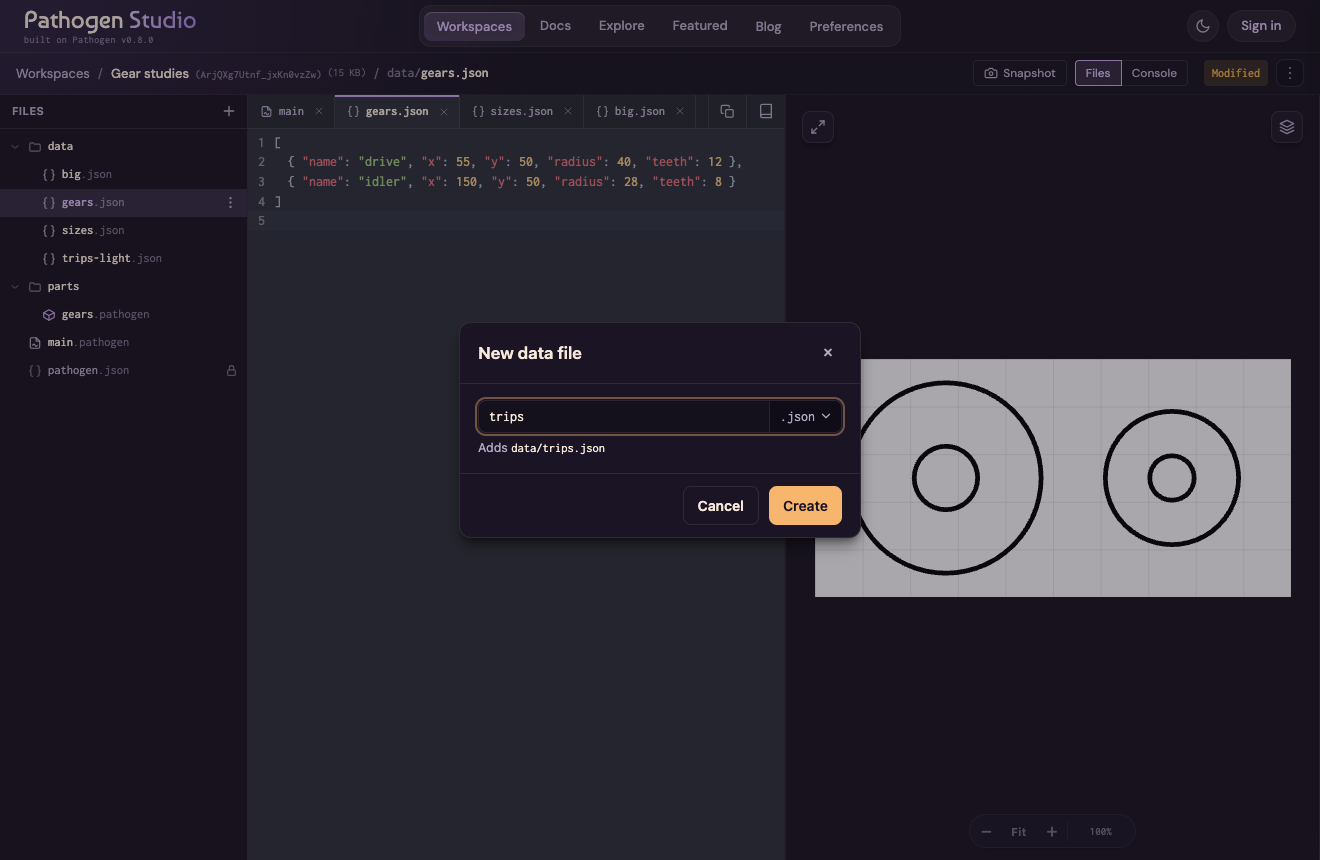 Pathogen Studio
built on Pathogen v0.8.0
Workspaces
Docs
Explore
Featured
Blog
Preferences
Sign in
Workspaces / Gear studies (ArjQXg7Utnf_jxKn0vzZw) (15 KB) / data/gears.json
Snapshot
Files
Console
Modified
FILES
data
{} big.json
{} gears.json
{} sizes.json
{} trips-light.json
parts
gears.pathogen
main.pathogen
{} pathogen.json
main
{} gears.json
{} sizes.json
{} big.json
1 [
2 { "name": "drive", "x": 55, "y": 50, "radius": 40, "teeth": 12 },
3 { "name": "idler", "x": 150, "y": 50, "radius": 28, "teeth": 8 }
4 ]
5
New data file
trips
.json
Adds data/trips.json
Cancel
Create
Fit
100%